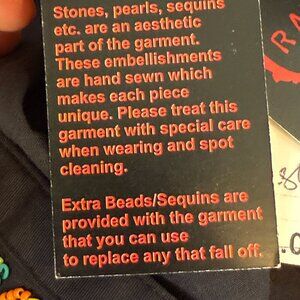 Stones, pearls, sequins
etc. are an aesthetic
part of the garment.
These embellishments
are hand sewn which
makes each piece
unique. Please treat this
garment with special care
when wearing and spot
cleaning.
Extra Beads/Sequins are
provided with the garment
that you can use
to replace any that fall off.